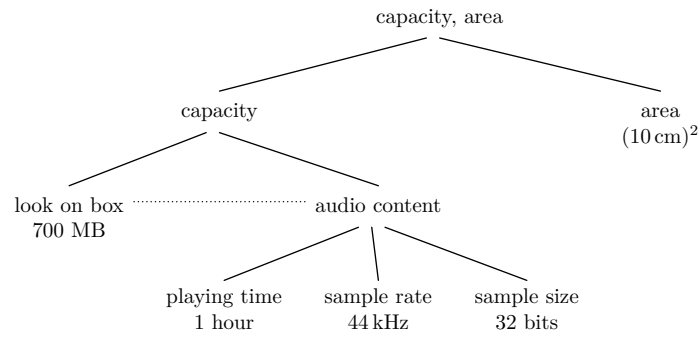 capacity, area
capacity
area
(10 cm)²
look on box
700 MB
audio content
playing time
1 hour
sample rate
44 kHz
sample size
32 bits